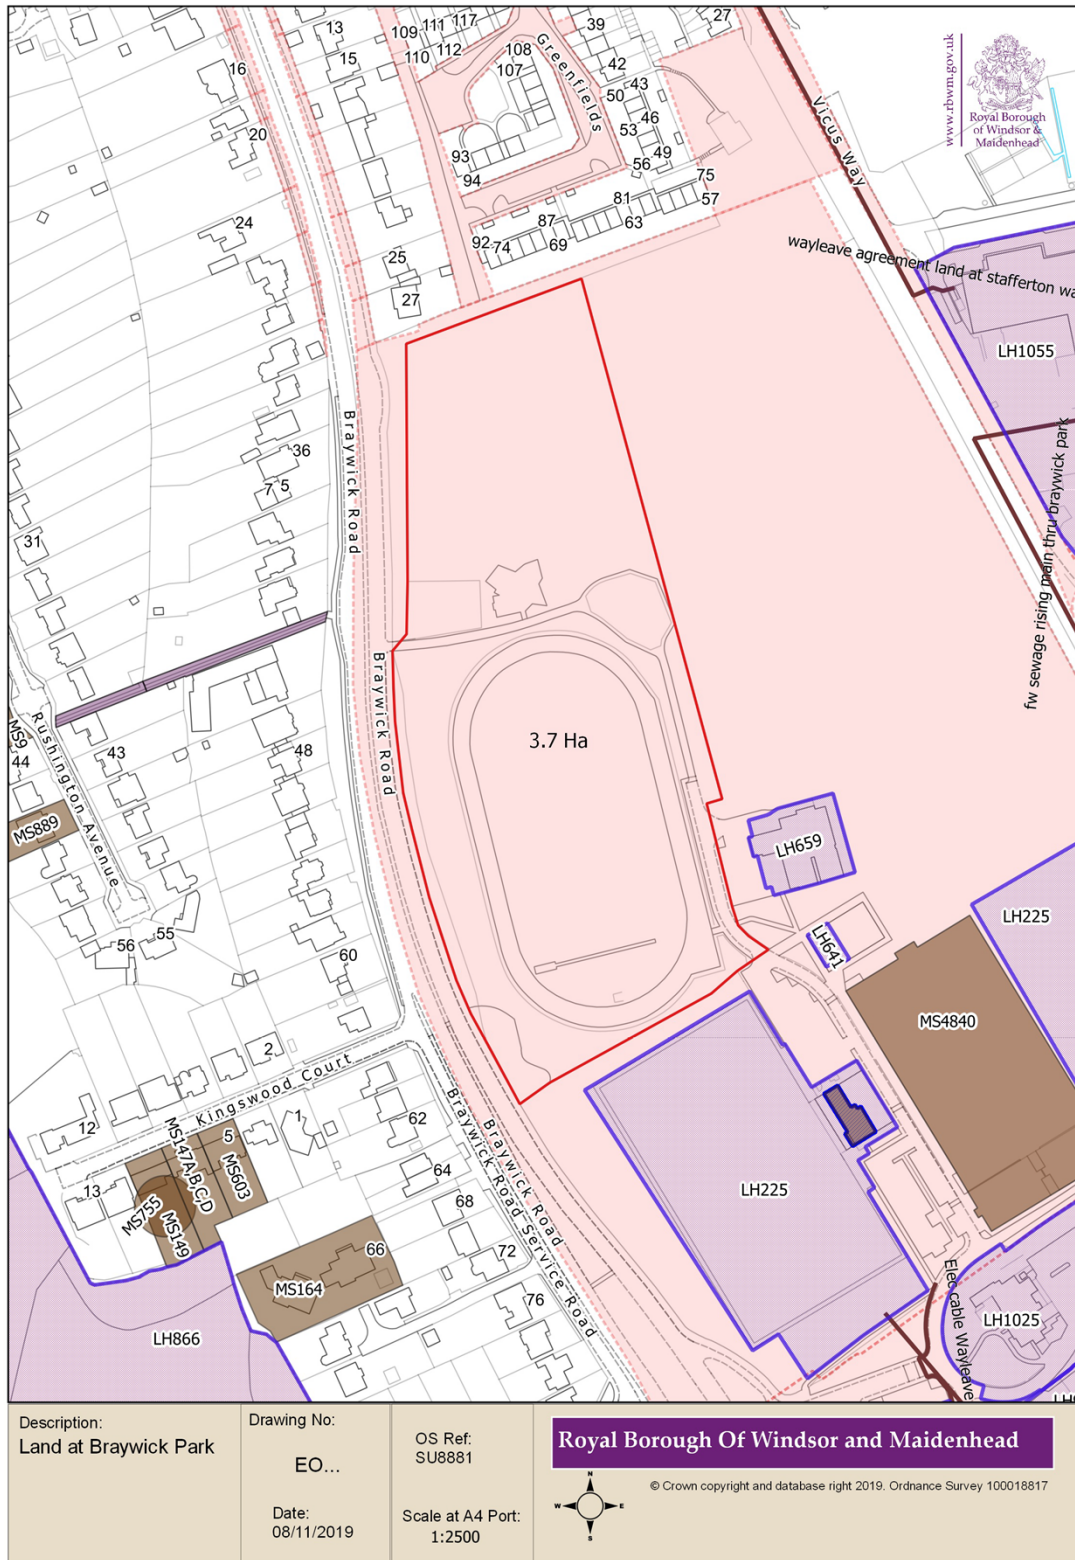 13
109
111
117
39
27
110
112
108
107
Greenfields
42
43
50
46
53
49
56
16
15
20
93
94
75
57
81
63
87
69
92
74
24
25
27
Vicus Way
www.rbwm.gov.uk
Royal Borough
of Windsor &
Maidenhead
wayleave agreement land at stafferton wa
LH1055
Braywick Road
36
7
5
31
fw sewage rising main thru braywick park
Braywick Road
3.7 Ha
Rushington Avenue
MS9
44
43
48
MS889
LH659
LH225
LH641
MS4840
56
55
60
2
Kingswood Court
12
1
62
5
MS147A,B,C,D
MS603
13
MS755
MS149
64
68
66
72
MS164
76
Braywick Road
Braywick Road Service Road
LH866
LH225
Elec cable Wayleave
LH1025
Description:
Land at Braywick Park
Drawing No:
EO...
Date:
08/11/2019
OS Ref:
SU8881
Scale at A4 Port:
1:2500
Royal Borough Of Windsor and Maidenhead
N
W
E
S
© Crown copyright and database right 2019. Ordnance Survey 100018817